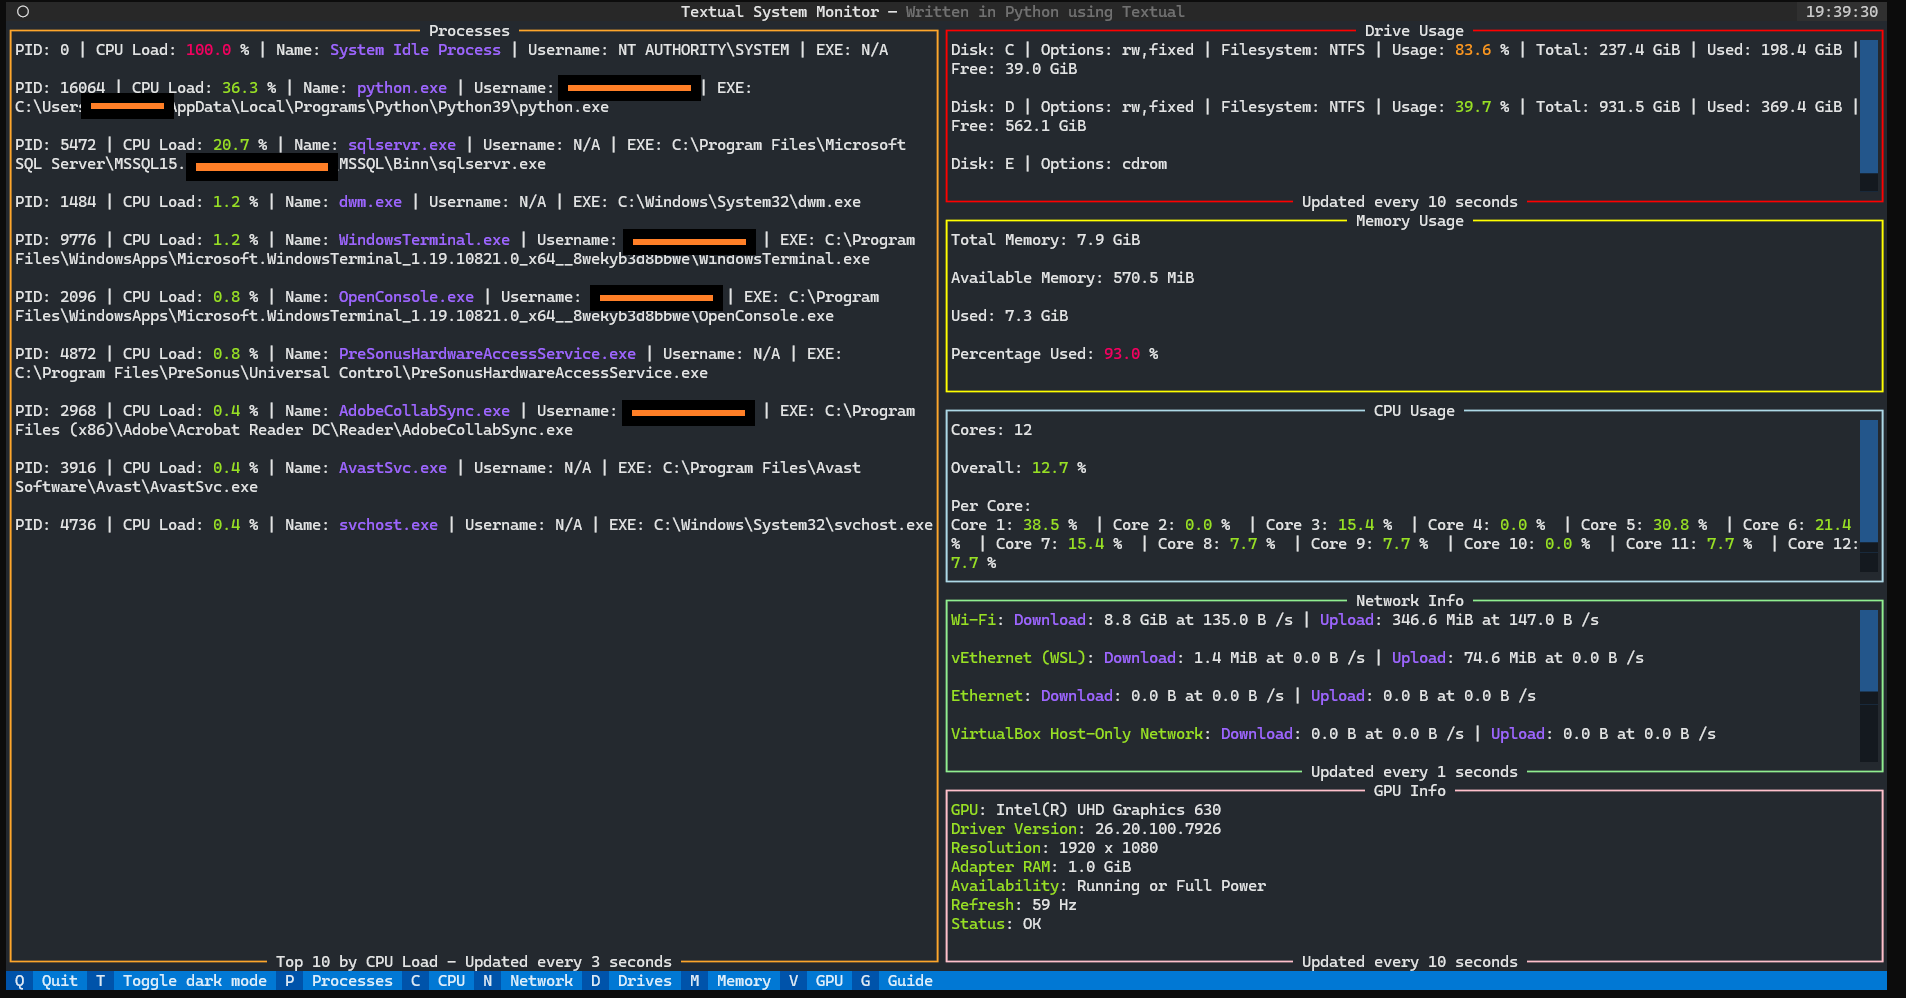 Textual System Monitor — Written in Python using Textual
19:39:30
Processes
PID: 0 | CPU Load: 100.0 % | Name: System Idle Process | Username: NT AUTHORITY\SYSTEM | EXE: N/A
PID: 16064 | CPU Load: 36.3 % | Name: python.exe | Username: | EXE:
C:\Users ppData\Local\Programs\Python\Python39\python.exe
PID: 5472 | CPU Load: 20.7 % | Name: sqlservr.exe | Username: N/A | EXE: C:\Program Files\Microsoft
SQL Server\MSSQL15. MSSQL\Binn\sqlservr.exe
PID: 1484 | CPU Load: 1.2 % | Name: dwm.exe | Username: N/A | EXE: C:\Windows\System32\dwm.exe
PID: 9776 | CPU Load: 1.2 % | Name: WindowsTerminal.exe | Username: | EXE: C:\Program
Files\WindowsApps\Microsoft.WindowsTerminal_1.19.10821.0_x64__8wekyb3d8bbwe\WindowsTerminal.exe
PID: 2096 | CPU Load: 0.8 % | Name: OpenConsole.exe | Username: | EXE: C:\Program
Files\WindowsApps\Microsoft.WindowsTerminal_1.19.10821.0_x64__8wekyb3d8bbwe\OpenConsole.exe
PID: 4872 | CPU Load: 0.8 % | Name: PreSonusHardwareAccessService.exe | Username: N/A | EXE:
C:\Program Files\PreSonus\Universal Control\PreSonusHardwareAccessService.exe
PID: 2968 | CPU Load: 0.4 % | Name: AdobeCollabSync.exe | Username: | EXE: C:\Program
Files (x86)\Adobe\Acrobat Reader DC\Reader\AdobeCollabSync.exe
PID: 3916 | CPU Load: 0.4 % | Name: AvastSvc.exe | Username: N/A | EXE: C:\Program Files\Avast
Software\Avast\AvastSvc.exe
PID: 4736 | CPU Load: 0.4 % | Name: svchost.exe | Username: N/A | EXE: C:\Windows\System32\svchost.exe
Top 10 by CPU Load — Updated every 3 seconds
Drive Usage
Disk: C | Options: rw,fixed | Filesystem: NTFS | Usage: 83.6 % | Total: 237.4 GiB | Used: 198.4 GiB |
Free: 39.0 GiB
Disk: D | Options: rw,fixed | Filesystem: NTFS | Usage: 39.7 % | Total: 931.5 GiB | Used: 369.4 GiB |
Free: 562.1 GiB
Disk: E | Options: cdrom
Updated every 10 seconds
Memory Usage
Total Memory: 7.9 GiB
Available Memory: 570.5 MiB
Used: 7.3 GiB
Percentage Used: 93.0 %
CPU Usage
Cores: 12
Overall: 12.7 %
Per Core:
Core 1: 38.5 % | Core 2: 0.0 % | Core 3: 15.4 % | Core 4: 0.0 % | Core 5: 30.8 % | Core 6: 21.4
% | Core 7: 15.4 % | Core 8: 7.7 % | Core 9: 7.7 % | Core 10: 0.0 % | Core 11: 7.7 % | Core 12:
7.7 %
Network Info
Wi-Fi: Download: 8.8 GiB at 135.0 B /s | Upload: 346.6 MiB at 147.0 B /s
vEthernet (WSL): Download: 1.4 MiB at 0.0 B /s | Upload: 74.6 MiB at 0.0 B /s
Ethernet: Download: 0.0 B at 0.0 B /s | Upload: 0.0 B at 0.0 B /s
VirtualBox Host-Only Network: Download: 0.0 B at 0.0 B /s | Upload: 0.0 B at 0.0 B /s
Updated every 1 seconds
GPU Info
GPU: Intel(R) UHD Graphics 630
Driver Version: 26.20.100.7926
Resolution: 1920 x 1080
Adapter RAM: 1.0 GiB
Availability: Running or Full Power
Refresh: 59 Hz
Status: OK
Updated every 10 seconds
Q Quit T Toggle dark mode P Processes C CPU N Network D Drives M Memory V GPU G Guide